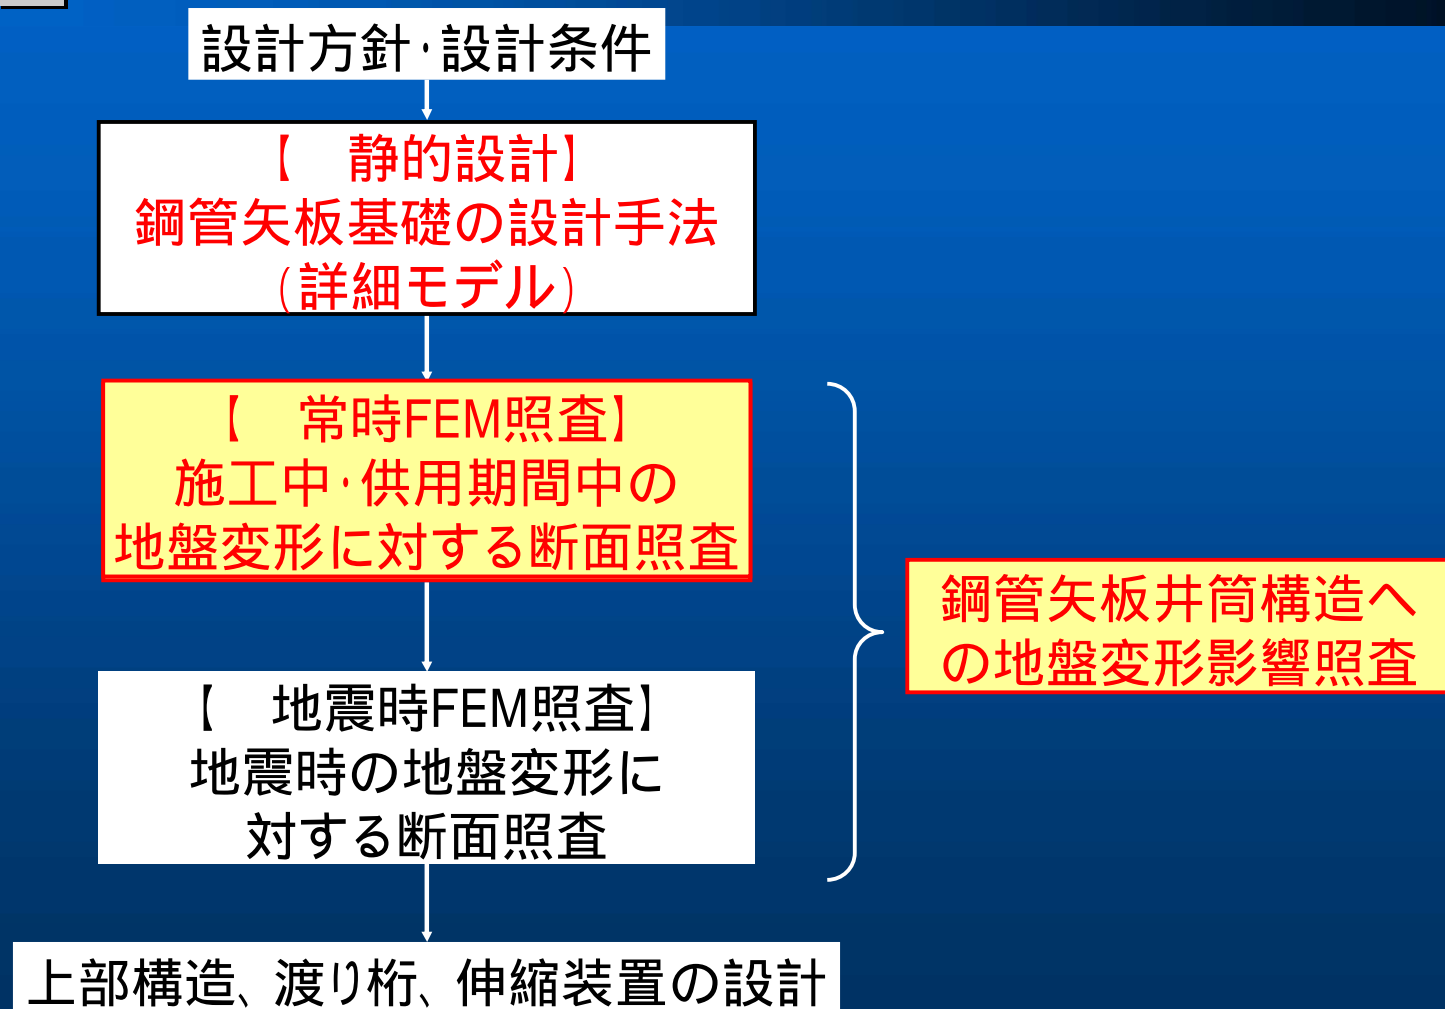 設計方針･設計条件
【　静的設計】
鋼管矢板基礎の設計手法
(詳細モデル)
【　常時FEM照査】
施工中･供用期間中の
地盤変形に対する断面照査
【　地震時FEM照査】
地震時の地盤変形に
対する断面照査
鋼管矢板井筒構造へ
の地盤変形影響照査
上部構造、渡り桁、伸縮装置の設計